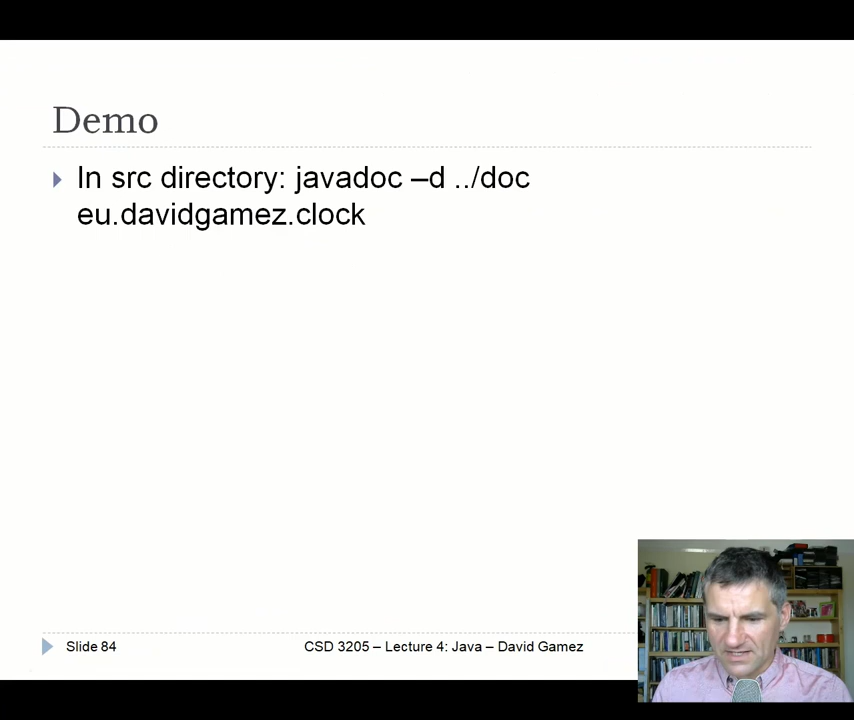 Demo
In src directory: javadoc –d ../doc
eu.davidgamez.clock
Slide 84
CSD 3205 – Lecture 4: Java – David Gamez